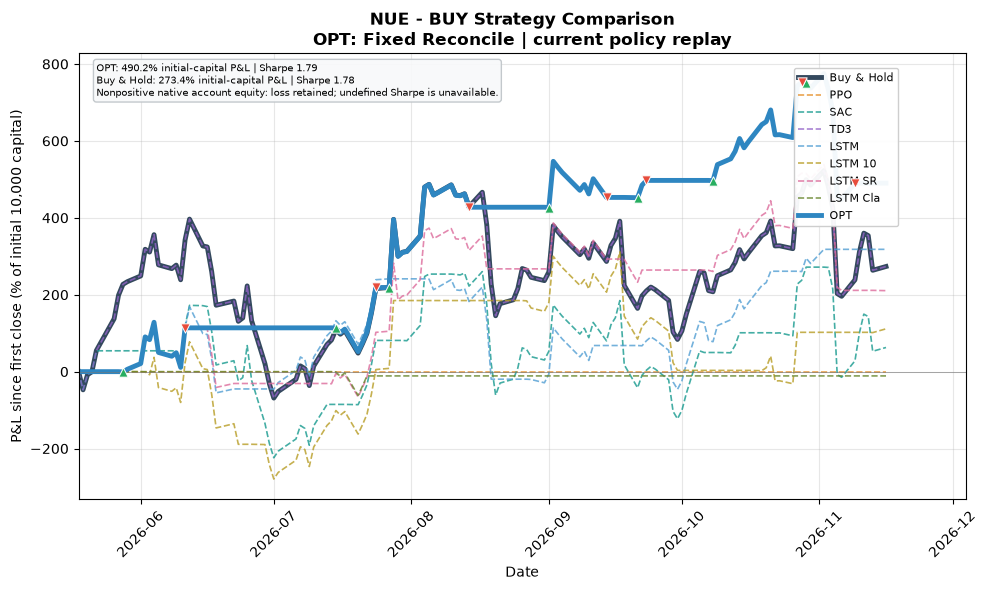 NUE - BUY Strategy Comparison
OPT: Fixed Reconcile | current policy replay
OPT: 490.2% initial-capital P&L | Sharpe 1.79
Buy & Hold: 273.4% initial-capital P&L | Sharpe 1.78
Nonpositive native account equity: loss retained; undefined Sharpe is unavailable.
Buy & Hold
PPO
SAC
TD3
LSTM
LSTM 10
LSTM SR
LSTM Cla
OPT
P&L since first close (% of initial 10,000 capital)
800
600
400
200
0
−200
2026-06
2026-07
2026-08
2026-09
2026-10
2026-11
2026-12
Date